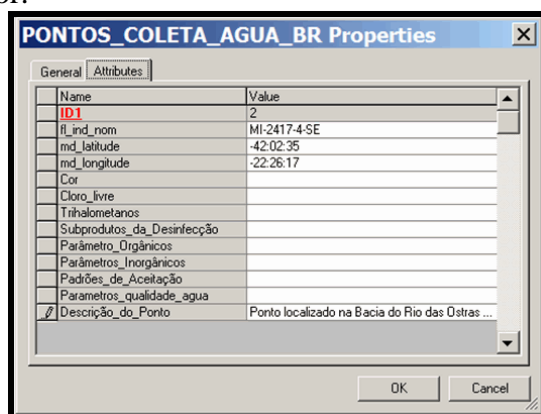 or.
PONTOS_COLETA_AGUA_BR Properties
General Attributes
Name Value
ID1 2
fl_ind_nom MI-2417-4-SE
md_latitude -42:02:35
md_longitude -22:26:17
Cor
Cloro_livre
Trihalometanos
Subprodutos_da_Desinfecção
Parâmetro_Orgânicos
Parâmetros_Inorgânicos
Padrões_de_Aceitação
Parametros_qualidade_agua
Descrição_do_Ponto Ponto localizado na Bacia do Rio das Ostras ...
OK Cancel